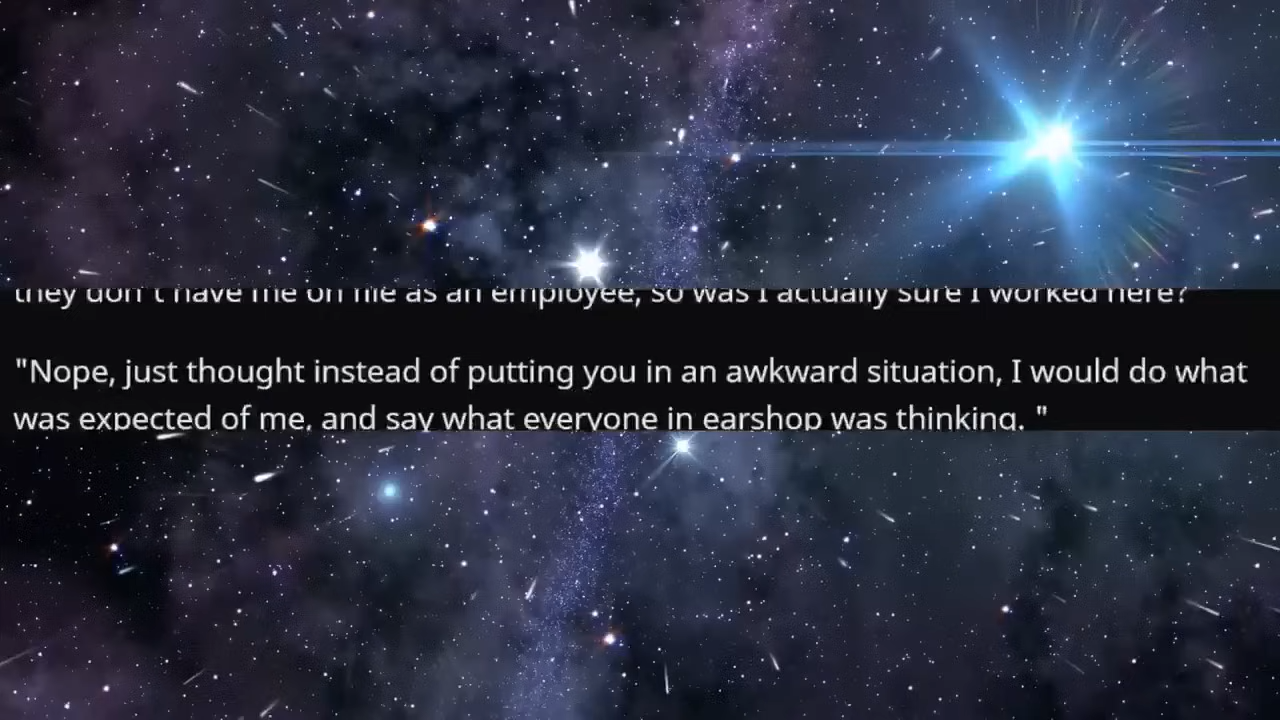 they don't have me on file as an employee, so was I actually sure I worked here?
"Nope, just thought instead of putting you in an awkward situation, I would do what
was expected of me, and say what everyone in earshop was thinking. "